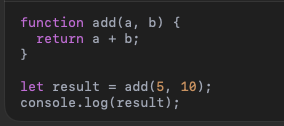 function add(a, b) {
  return a + b;
}

let result = add(5, 10);
console.log(result);